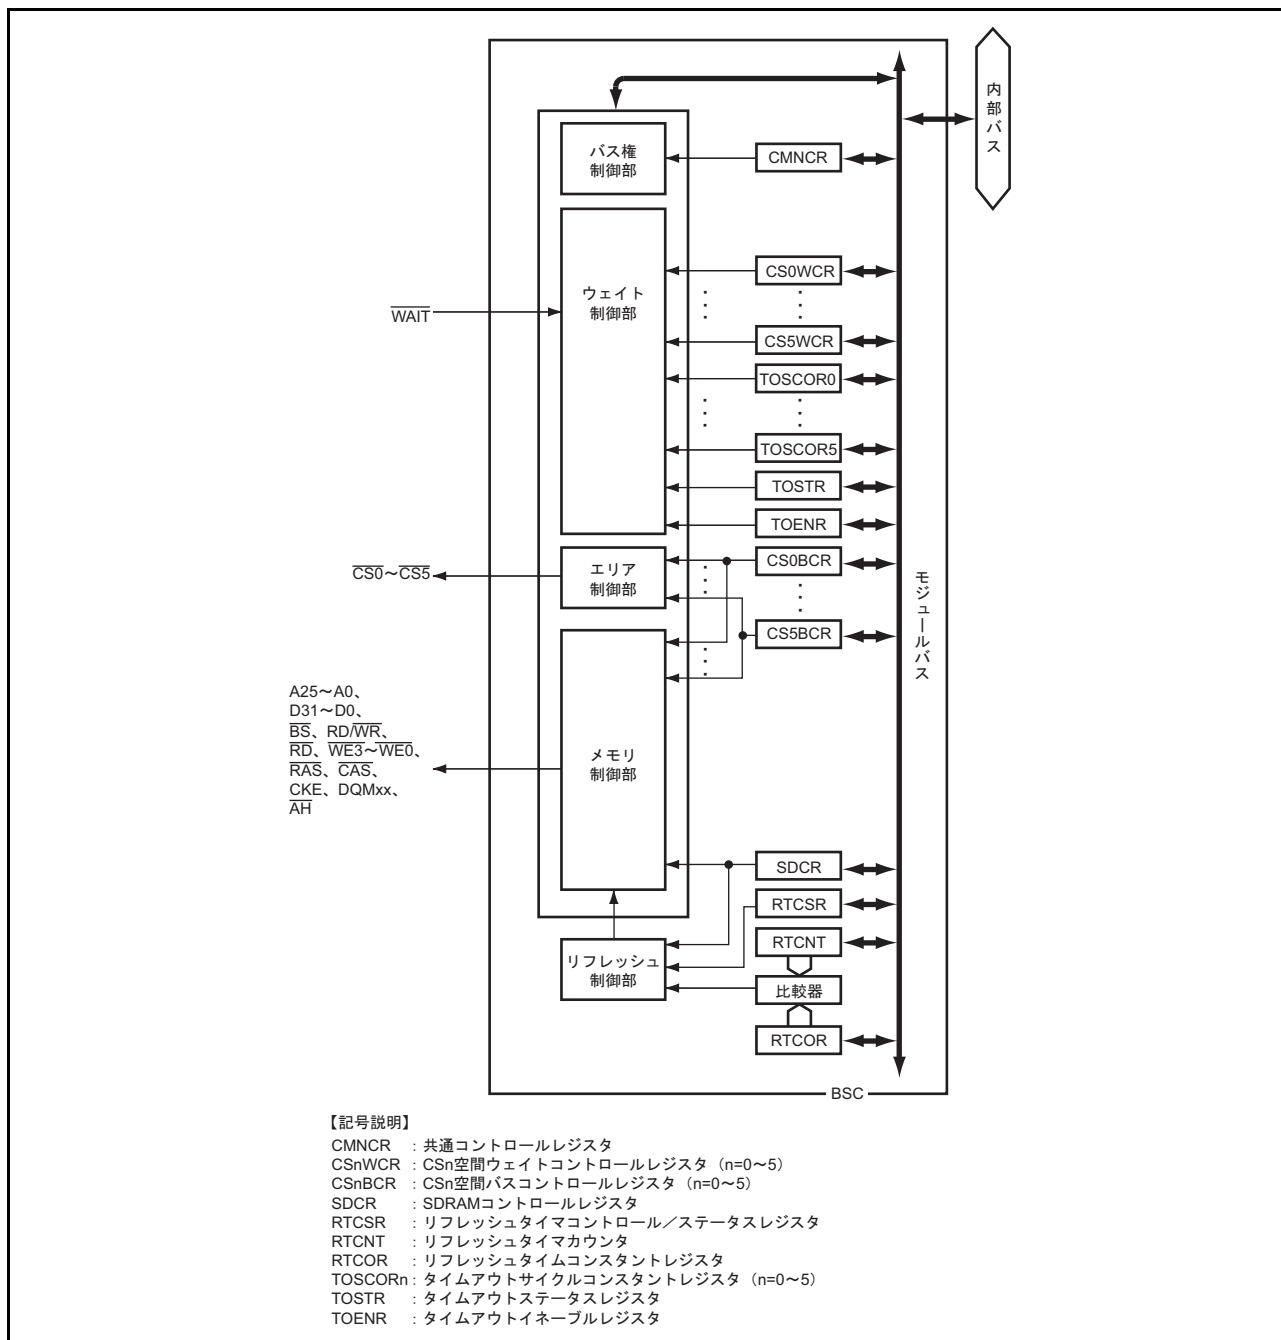 内部バス
バス権
制御部
CMNCR
CS0WCR
ウェイト
制御部
W̅A̅I̅T̅
CS5WCR
TOSCOR0
TOSCOR5
TOSTR
TOENR
C̅S̅0̅～C̅S̅5̅
エリア
制御部
CS0BCR
CS5BCR
モジュールバス
A25～A0、
D31～D0、
B̅S̅、RD/W̅R̅、
R̅D̅、W̅E̅3̅～W̅E̅0̅、
R̅A̅S̅、C̅A̅S̅、
CKE、DQMxx、
A̅H̅
メモリ
制御部
SDCR
RTCSR
RTCNT
リフレッシュ
制御部
比較器
RTCOR
BSC
【記号説明】
CMNCR : 共通コントロールレジスタ
CSnWCR : CSn空間ウェイトコントロールレジスタ（n=0～5）
CSnBCR : CSn空間バスコントロールレジスタ（n=0～5）
SDCR : SDRAMコントロールレジスタ
RTCSR : リフレッシュタイマコントロール／ステータスレジスタ
RTCNT : リフレッシュタイマカウンタ
RTCOR : リフレッシュタイムコンスタントレジスタ
TOSCORn : タイムアウトサイクルコンスタントレジスタ（n=0～5）
TOSTR : タイムアウトステータスレジスタ
TOENR : タイムアウトイネーブルレジスタ